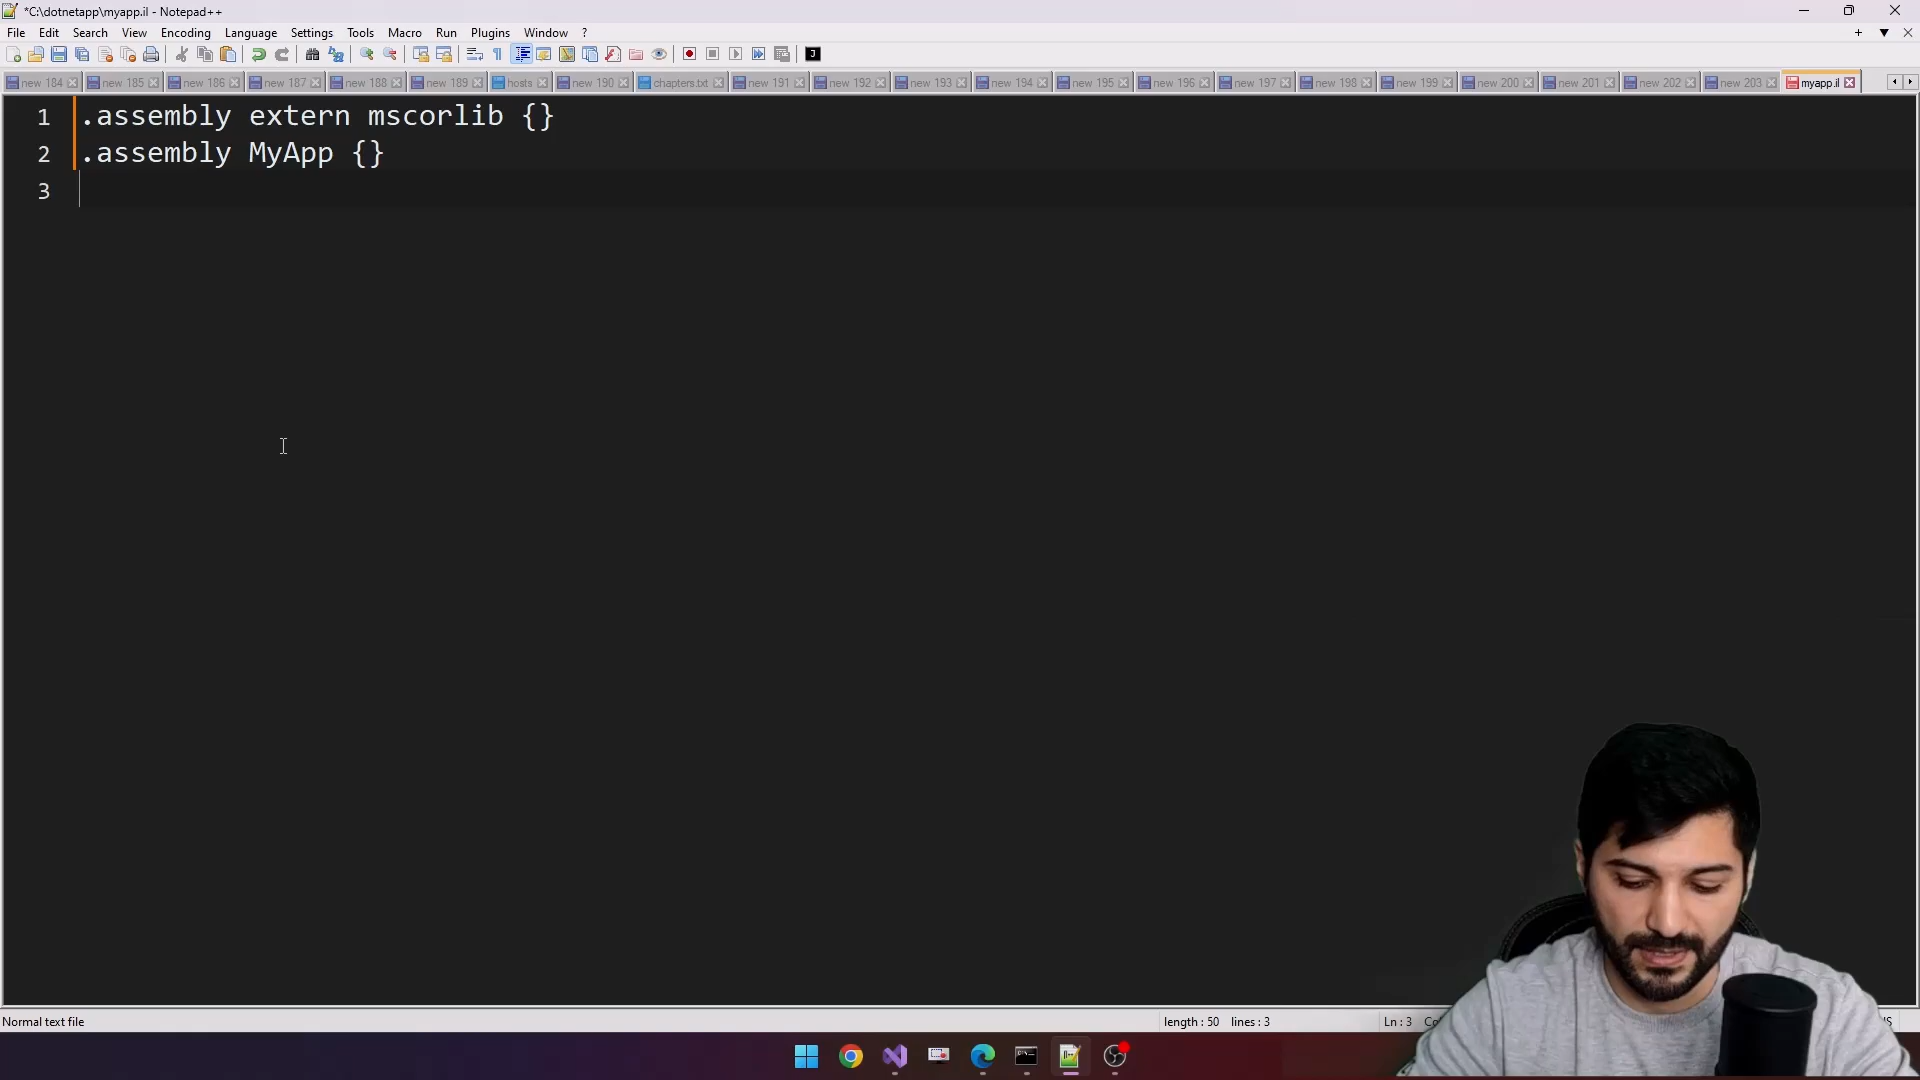 *C:\dotnetapp\myapp.il - Notepad++
File Edit Search View Encoding Language Settings Tools Macro Run Plugins Window ?
new 184 new 185 new 186 new 187 new 188 new 189 hosts new 190 chapters.txt new 191 new 192 new 193 new 194 new 195 new 196 new 197 new 198 new 199 new 200 new 201 new 202 new 203 myapp.il
1 .assembly extern mscorlib {}
2 .assembly MyApp {}
3
Normal text file length : 50 lines : 3 Ln : 3